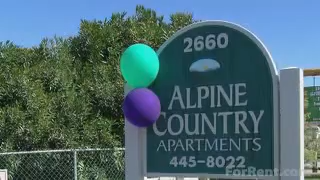 2660
ALPINE
COUNTRY
APARTMENTS
445-8022
ForRent.com